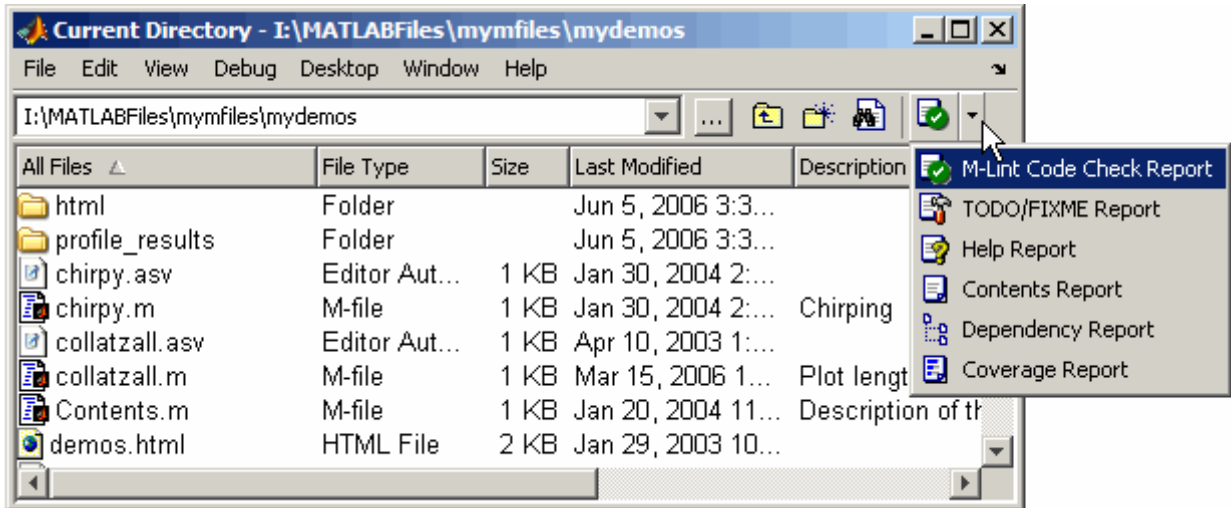 Current Directory - I:\MATLABFiles\mymfiles\mydemos
File Edit View Debug Desktop Window Help
I:\MATLABFiles\mymfiles\mydemos ...
All Files File Type Size Last Modified Description
M-Lint Code Check Report
TODO/FIXME Report
Help Report
Contents Report
Dependency Report
Coverage Report
html Folder Jun 5, 2006 3:3...
profile_results Folder Jun 5, 2006 3:3...
chirpy.asv Editor Aut... 1 KB Jan 30, 2004 2:...
chirpy.m M-file 1 KB Jan 30, 2004 2:... Chirping
collatzall.asv Editor Aut... 1 KB Apr 10, 2003 1:...
collatzall.m M-file 1 KB Mar 15, 2006 1... Plot lengt
Contents.m M-file 1 KB Jan 20, 2004 11... Description of th
demos.html HTML File 2 KB Jan 29, 2003 10...